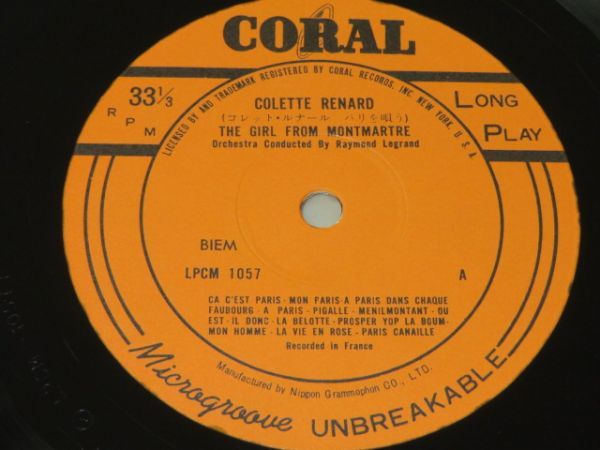 CORAL
33 1/3
RPM
LONG
PLAY
LICENSED BY AND TRADEMARK REGISTERED BY CORAL RECORDS, INC. NEW YORK, U. S. A.
COLETTE RENARD
(コレット・ルナール パリを唄う)
THE GIRL FROM MONTMARTRE
Orchestra Conducted By Raymond Legrand
BIEM
LPCM 1057
A
CA C'EST PARIS - MON PARIS - A PARIS DANS CHAQUE
FAUBOURG - A PARIS - PIGALLE - MENILMONTANT - OU
EST - IL DONC - LA BELOTTE - PROSPER YOP LA BOUM-
MON HOMME - LA VIE EN ROSE - PARIS CANAILLE
Recorded in France
Manufactured by NIPPON GRAMMOPHON CO., LTD.
Microgroove UNBREAKABLE